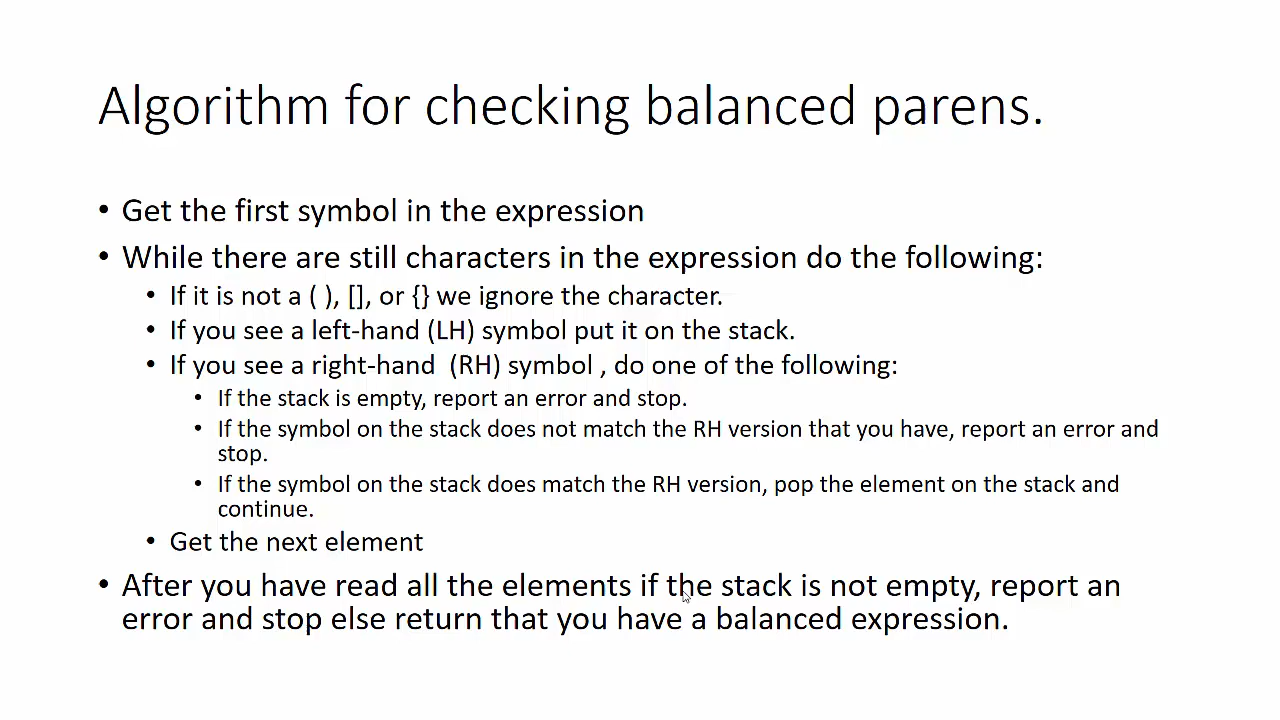 Algorithm for checking balanced parens.
• Get the first symbol in the expression
• While there are still characters in the expression do the following:
• If it is not a ( ), [], or {} we ignore the character.
• If you see a left-hand (LH) symbol put it on the stack.
• If you see a right-hand  (RH) symbol , do one of the following:
• If the stack is empty, report an error and stop.
• If the symbol on the stack does not match the RH version that you have, report an error and
stop.
• If the symbol on the stack does match the RH version, pop the element on the stack and
continue.
• Get the next element
• After you have read all the elements if the stack is not empty, report an
error and stop else return that you have a balanced expression.